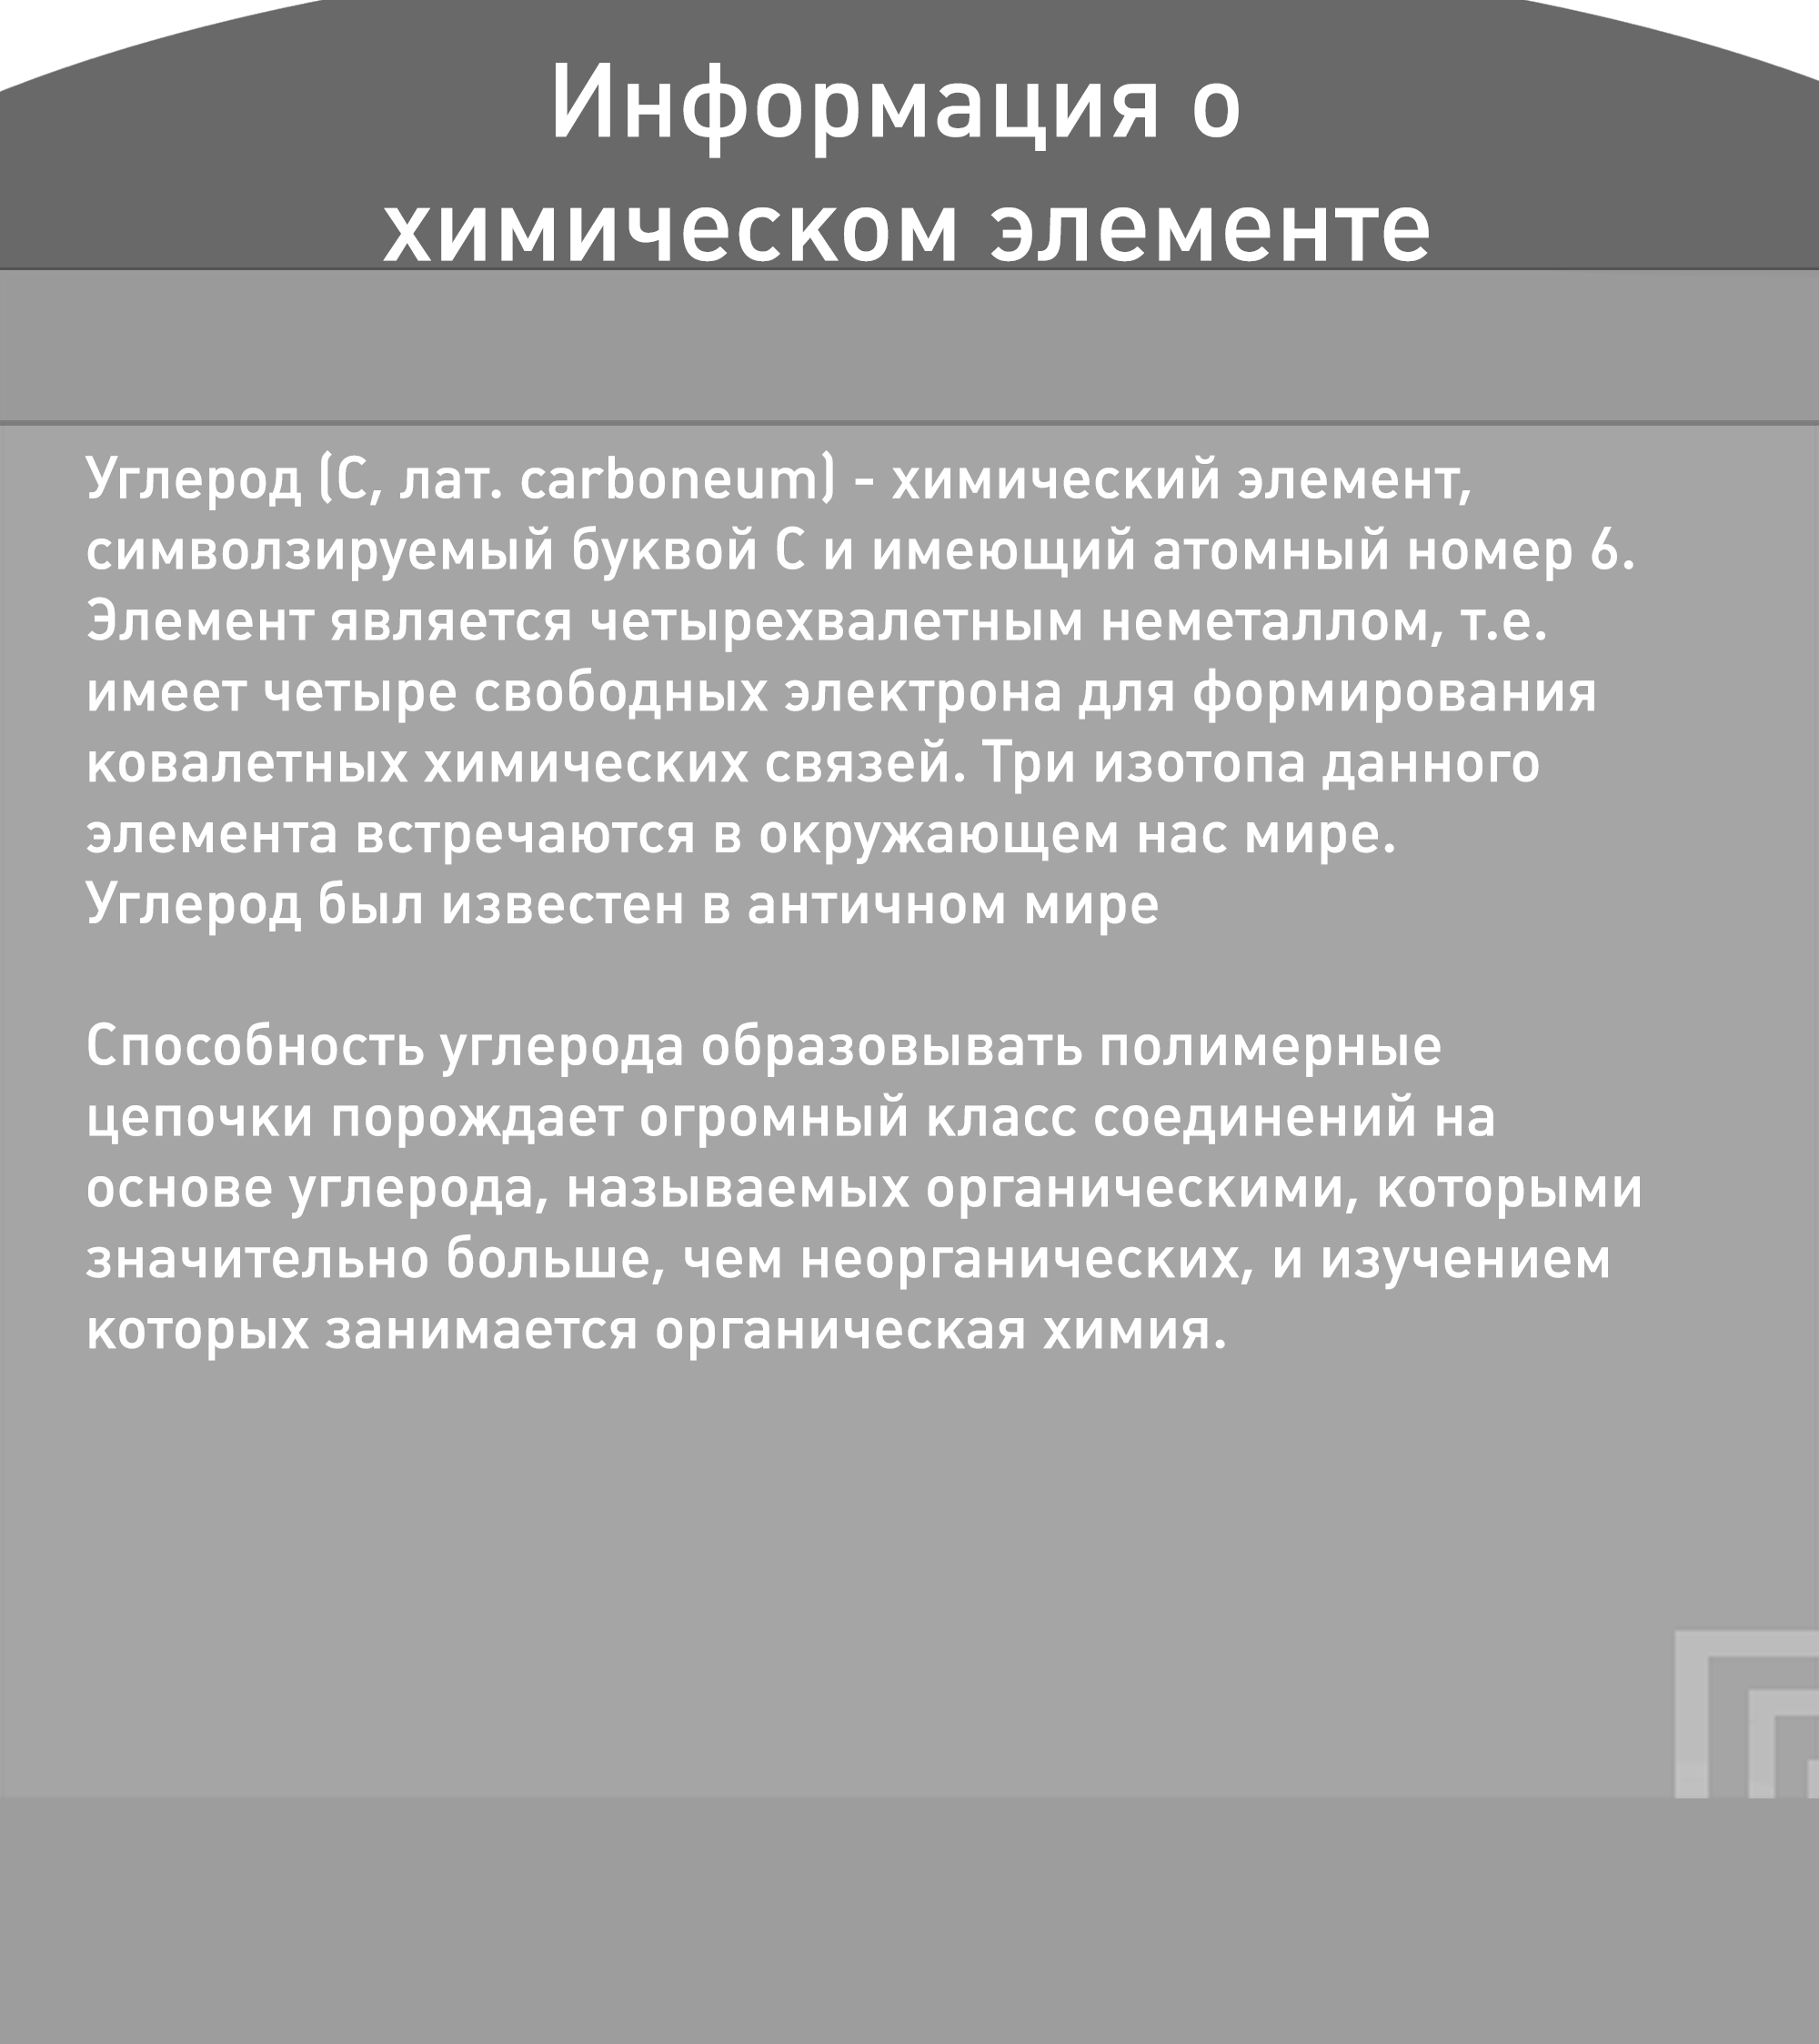 Информация о
химическом элементе
Углерод (С, лат. carboneum) - химический элемент,
символзируемый буквой С и имеющий атомный номер 6.
Элемент является четырехвалетным неметаллом, т.е.
имеет четыре свободных электрона для формирования
ковалетных химических связей. Три изотопа данного
элемента встречаются в окружающем нас мире.
Углерод был известен в античном мире
Способность углерода образовывать полимерные
цепочки порождает огромный класс соединений на
основе углерода, называемых органическими, которыми
значительно больше, чем неорганических, и изучением
которых занимается органическая химия.